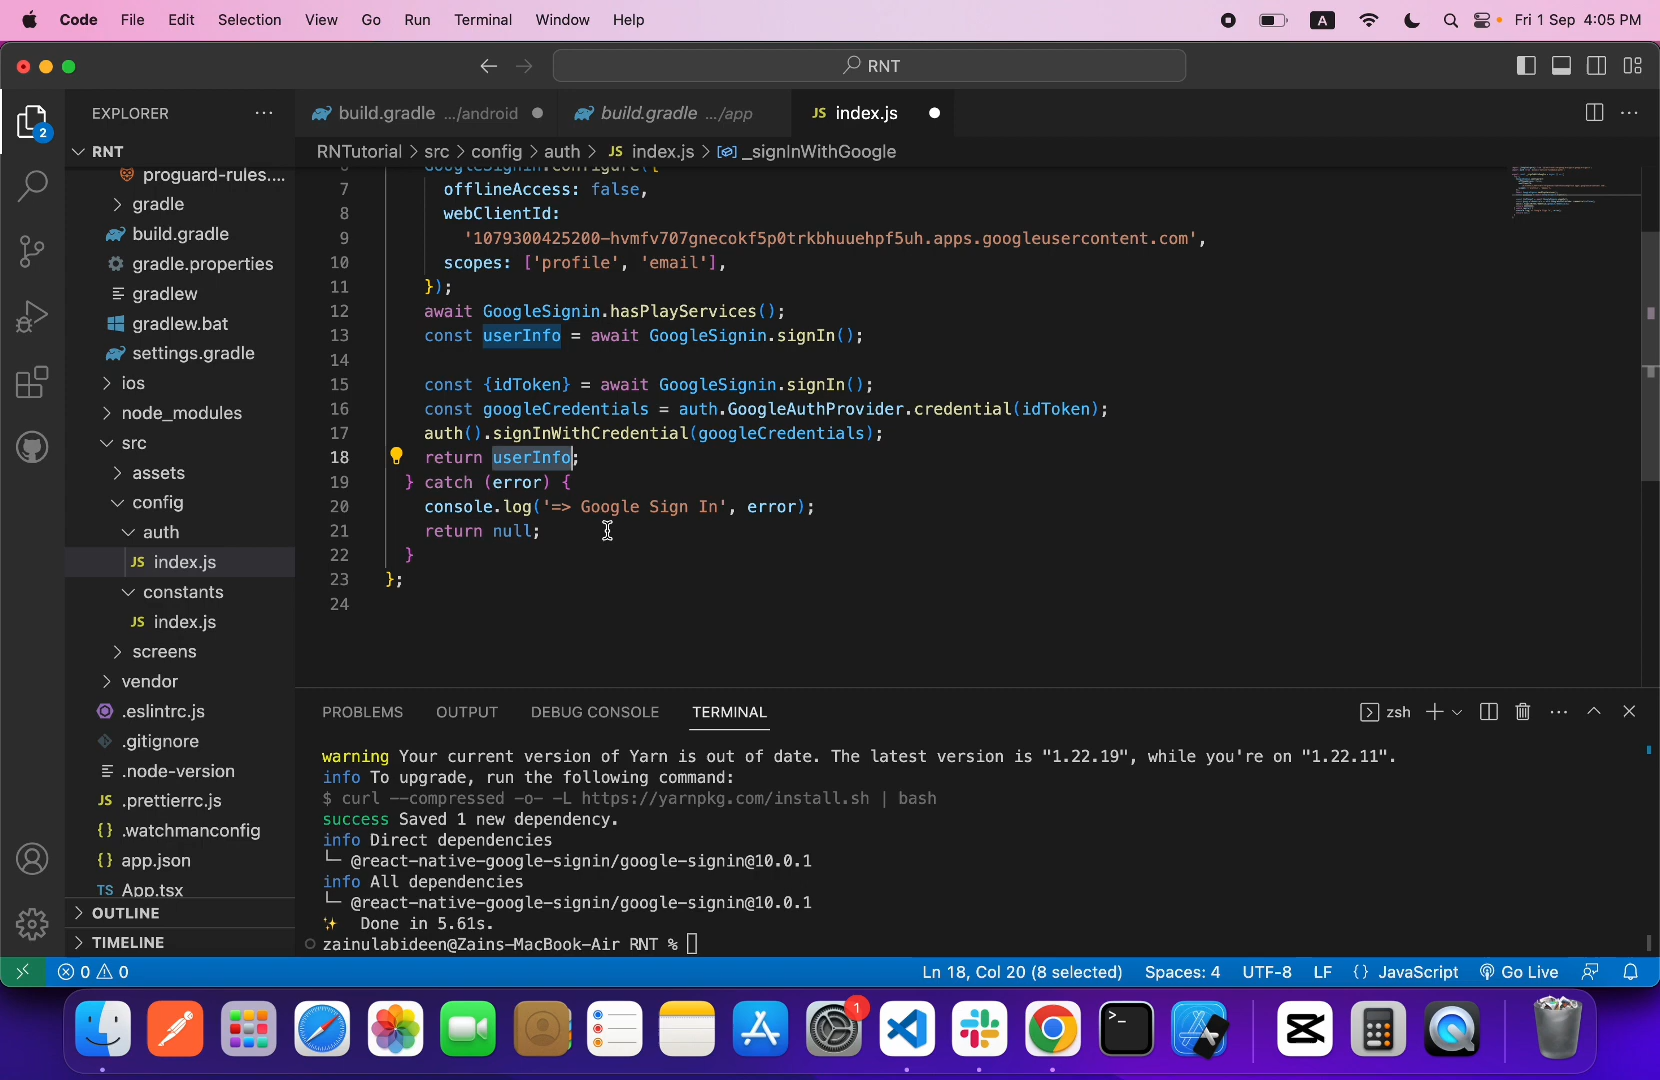 Code File Edit Selection View Go Run Terminal Window Help A Fri 1 Sep 4:05 PM
RNT
EXPLORER ···
build.gradle .../android
build.gradle .../app
JS index.js
RNTutorial > src > config > auth > JS index.js > _signInWithGoogle
2
RNT
proguard-rules....
gradle
build.gradle
gradle.properties
gradlew
gradlew.bat
settings.gradle
ios
node_modules
src
assets
config
auth
JS index.js
constants
JS index.js
screens
vendor
.eslintrc.js
.gitignore
.node-version
JS .prettierrc.js
{} .watchmanconfig
{} app.json
TS App.tsx
OUTLINE
TIMELINE
6 GoogleSignin.configure({
7 offlineAccess: false,
8 webClientId:
9 '1079300425200-hvmfv707gnecokf5p0trkbhuuehpf5uh.apps.googleusercontent.com',
10 scopes: ['profile', 'email'],
11 });
12 await GoogleSignin.hasPlayServices();
13 const userInfo = await GoogleSignin.signIn();
14
15 const {idToken} = await GoogleSignin.signIn();
16 const googleCredentials = auth.GoogleAuthProvider.credential(idToken);
17 auth().signInWithCredential(googleCredentials);
18 return userInfo;
19 } catch (error) {
20 console.log('=> Google Sign In', error);
21 return null;
22 }
23 };
24
PROBLEMS OUTPUT DEBUG CONSOLE TERMINAL zsh
warning Your current version of Yarn is out of date. The latest version is "1.22.19", while you're on "1.22.11".
info To upgrade, run the following command:
$ curl --compressed -o- -L https://yarnpkg.com/install.sh | bash
success Saved 1 new dependency.
info Direct dependencies
└─ @react-native-google-signin/google-signin@10.0.1
info All dependencies
└─ @react-native-google-signin/google-signin@10.0.1
✨ Done in 5.61s.
zainulabideen@Zains-MacBook-Air RNT %
0 0 Ln 18, Col 20 (8 selected) Spaces: 4 UTF-8 LF {} JavaScript Go Live
1